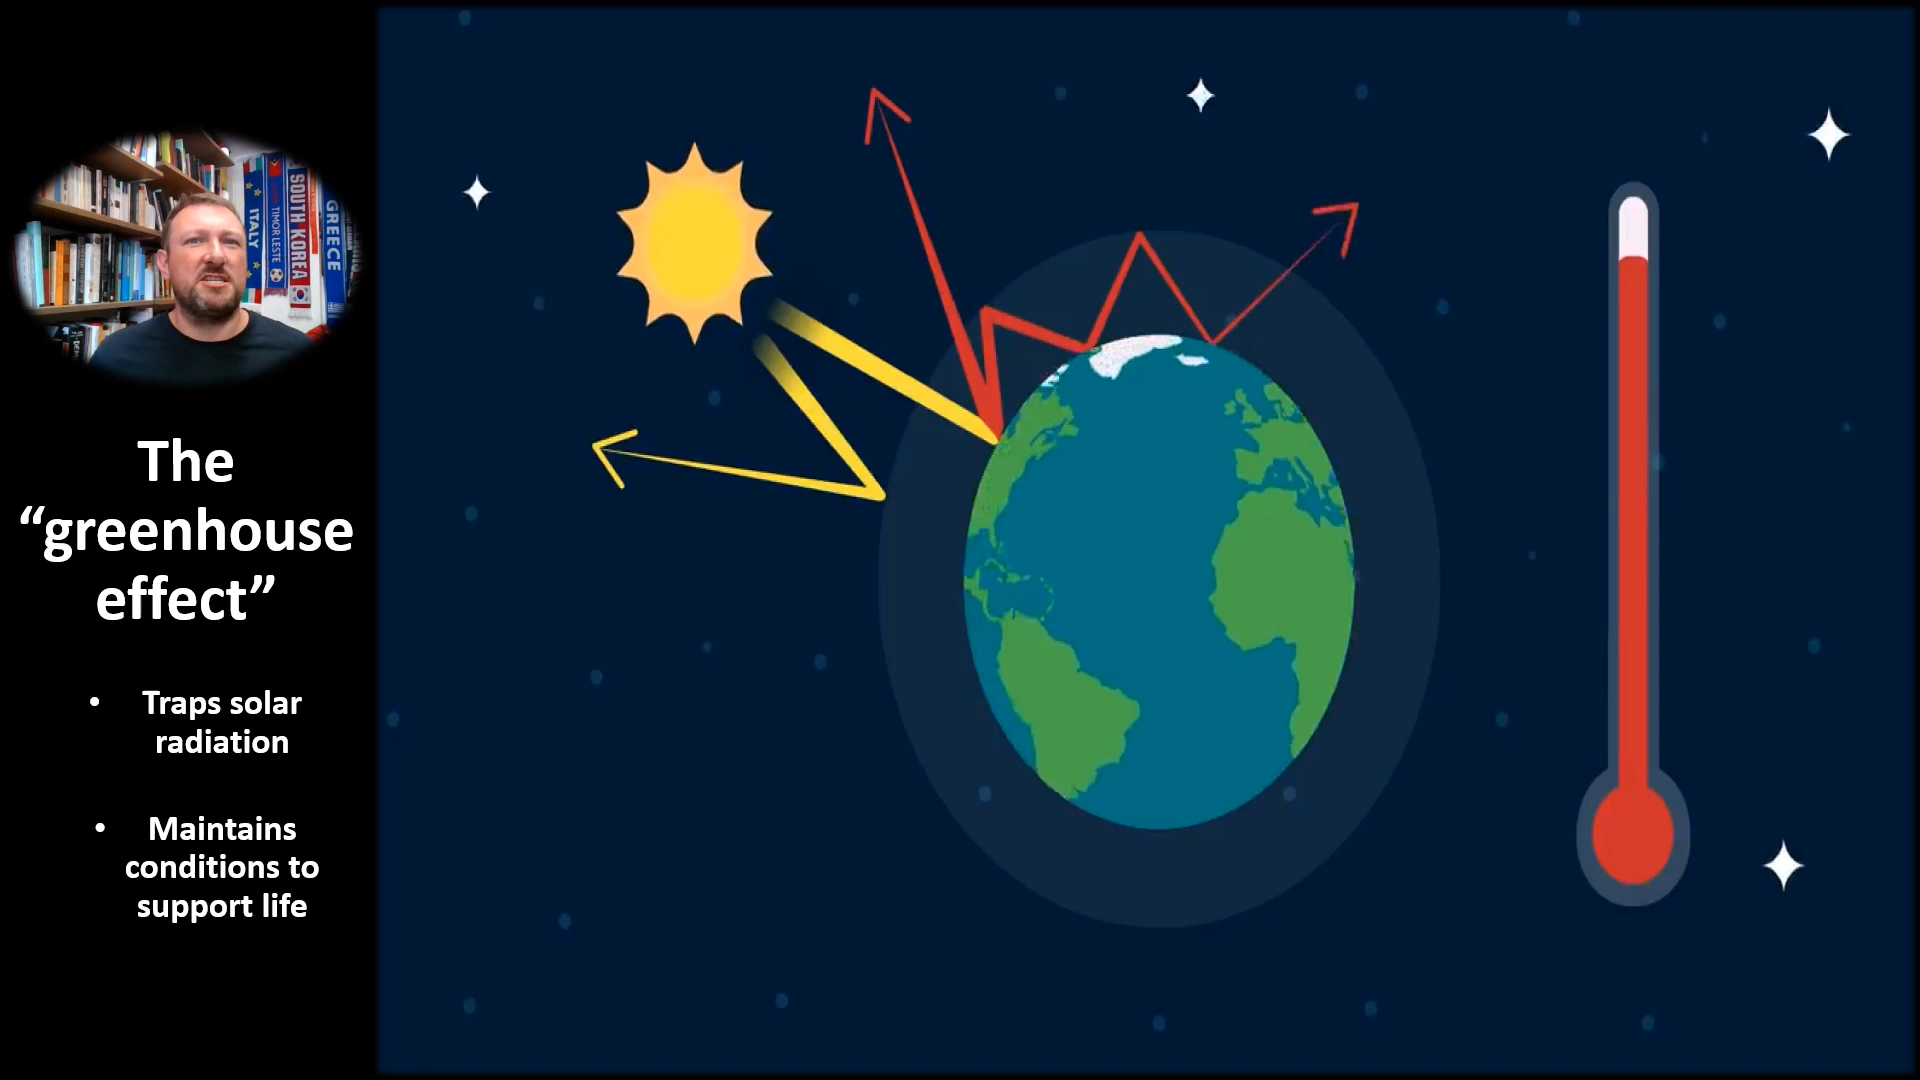 ITALY
TIMOR LESTE
SOUTH KOREA
GREECE
The
“greenhouse
effect”
• Traps solar
radiation
• Maintains
conditions to
support life